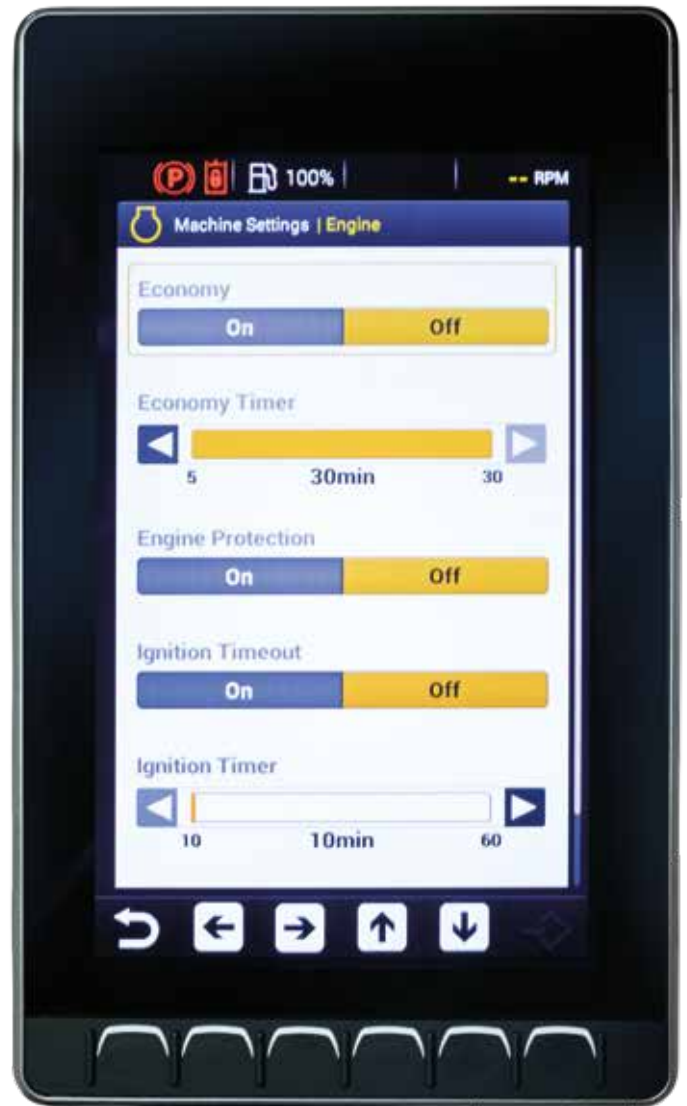 (P) 100% -- RPM
Machine Settings | Engine
Economy
On Off
Economy Timer
5 30min 30
Engine Protection
On Off
Ignition Timeout
On Off
Ignition Timer
10 10min 60